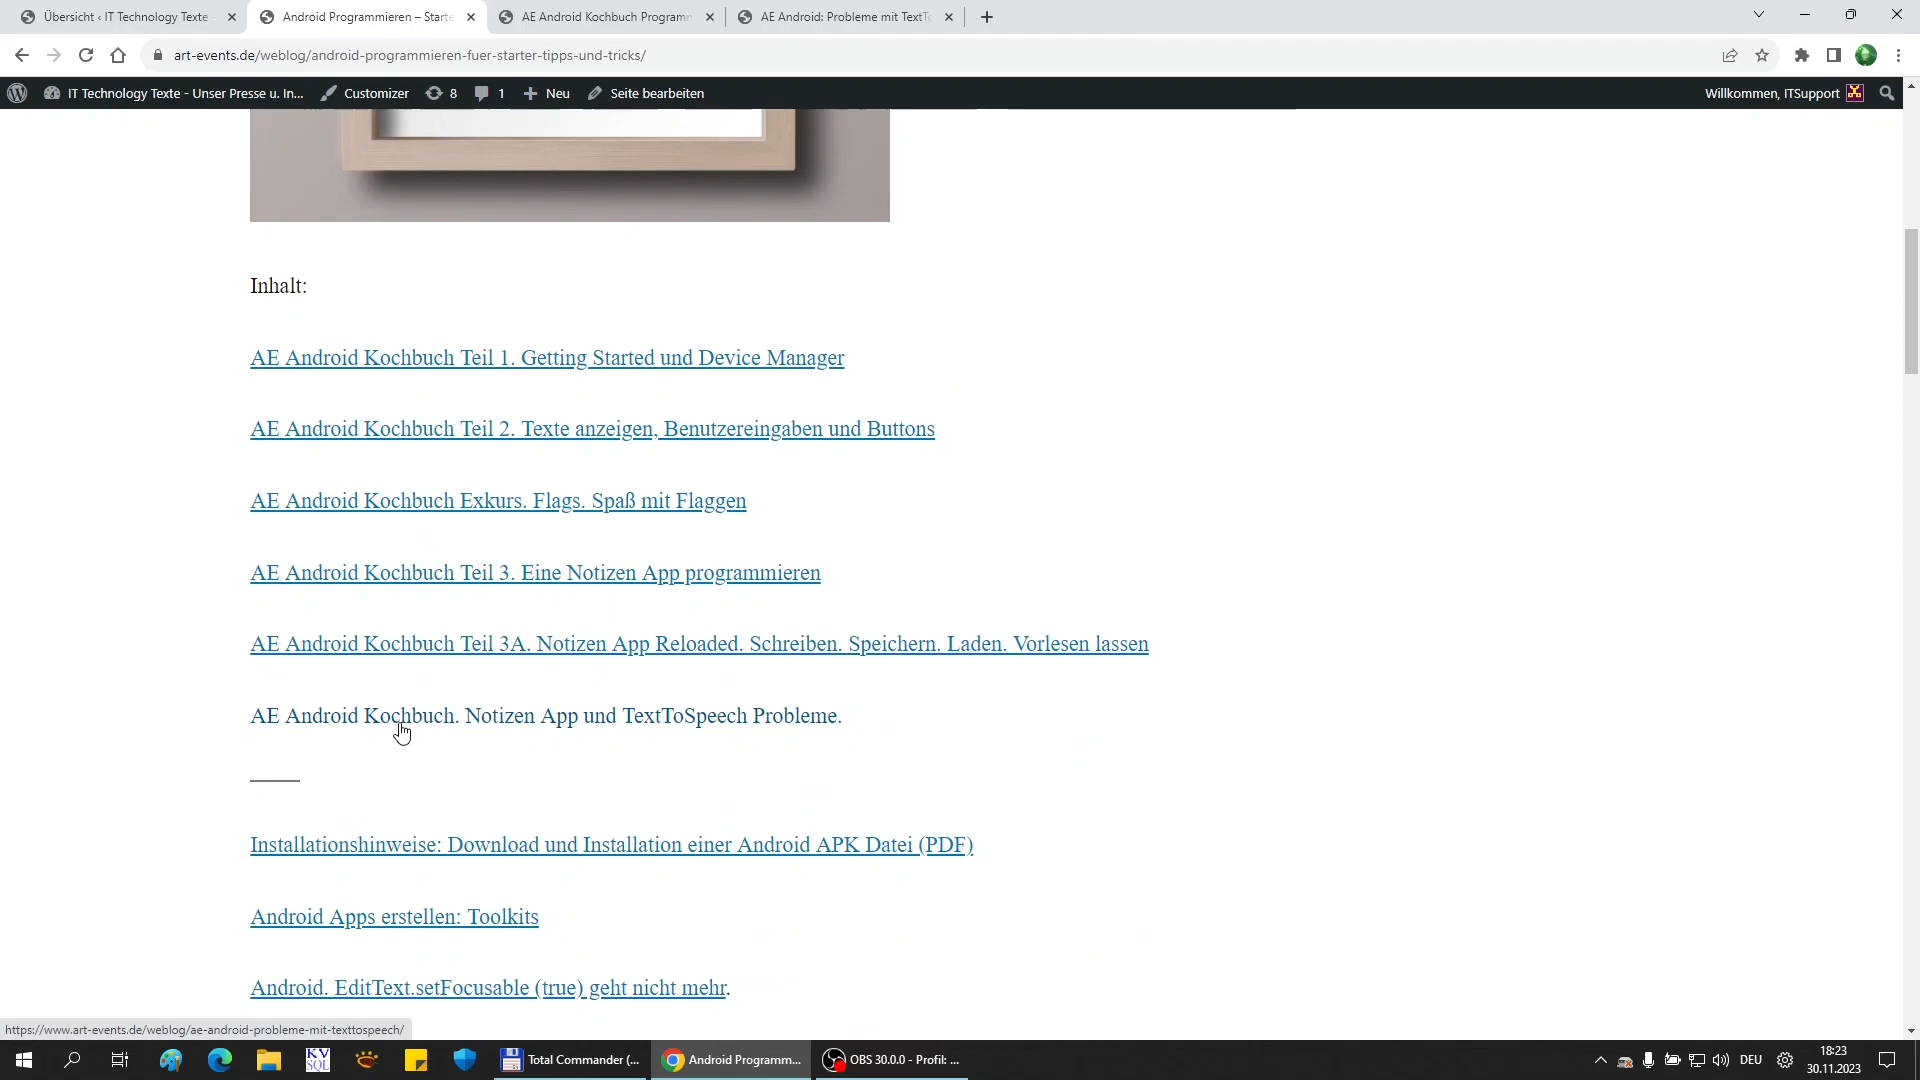 Übersicht ‹ IT Technology Texte
Android Programmieren – Starte
AE Android Kochbuch Programm
AE Android: Probleme mit TextTo
art-events.de/weblog/android-programmieren-fuer-starter-tipps-und-tricks/
IT Technology Texte - Unser Presse u. In...
Customizer
8
1
Neu
Seite bearbeiten
Willkommen, ITSupport
Inhalt:
AE Android Kochbuch Teil 1. Getting Started und Device Manager
AE Android Kochbuch Teil 2. Texte anzeigen, Benutzereingaben und Buttons
AE Android Kochbuch Exkurs. Flags. Spaß mit Flaggen
AE Android Kochbuch Teil 3. Eine Notizen App programmieren
AE Android Kochbuch Teil 3A. Notizen App Reloaded. Schreiben. Speichern. Laden. Vorlesen lassen
AE Android Kochbuch. Notizen App und TextToSpeech Probleme.
Installationshinweise: Download und Installation einer Android APK Datei (PDF)
Android Apps erstellen: Toolkits
Android. EditText.setFocusable (true) geht nicht mehr.
https://www.art-events.de/weblog/ae-android-probleme-mit-texttospeech/
KV
SQL
Total Commander (...
Android Programm...
OBS 30.0.0 - Profil: ...
DEU
18:23
30.11.2023